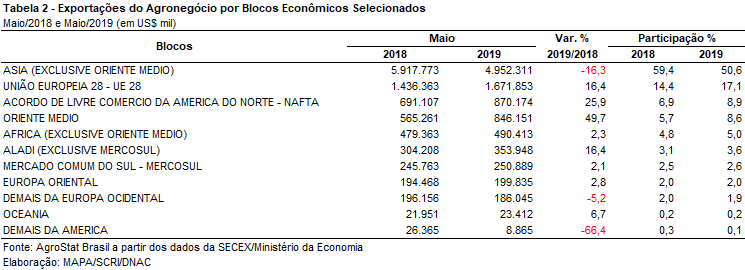 Tabela 2 - Exportações do Agronegócio por Blocos Econômicos Selecionados
Maio/2018 e Maio/2019 (em US$ mil)
Blocos Maio Var. % Participação %
2018 2019 2019/2018 2018 2019
ASIA (EXCLUSIVE ORIENTE MEDIO) 5.917.773 4.952.311 -16,3 59,4 50,6
UNIÃO EUROPEIA 28 - UE 28 1.436.363 1.671.853 16,4 14,4 17,1
ACORDO DE LIVRE COMERCIO DA AMERICA DO NORTE - NAFTA 691.107 870.174 25,9 6,9 8,9
ORIENTE MEDIO 565.261 846.151 49,7 5,7 8,6
AFRICA (EXCLUSIVE ORIENTE MEDIO) 479.363 490.413 2,3 4,8 5,0
ALADI (EXCLUSIVE MERCOSUL) 304.208 353.948 16,4 3,1 3,6
MERCADO COMUM DO SUL - MERCOSUL 245.763 250.889 2,1 2,5 2,6
EUROPA ORIENTAL 194.468 199.835 2,8 2,0 2,0
DEMAIS DA EUROPA OCIDENTAL 196.156 186.045 -5,2 2,0 1,9
OCEANIA 21.951 23.412 6,7 0,2 0,2
DEMAIS DA AMERICA 26.365 8.865 -66,4 0,3 0,1
Fonte: AgroStat Brasil a partir dos dados da SECEX/Ministério da Economia
Elaboração: MAPA/SCRI/DNAC